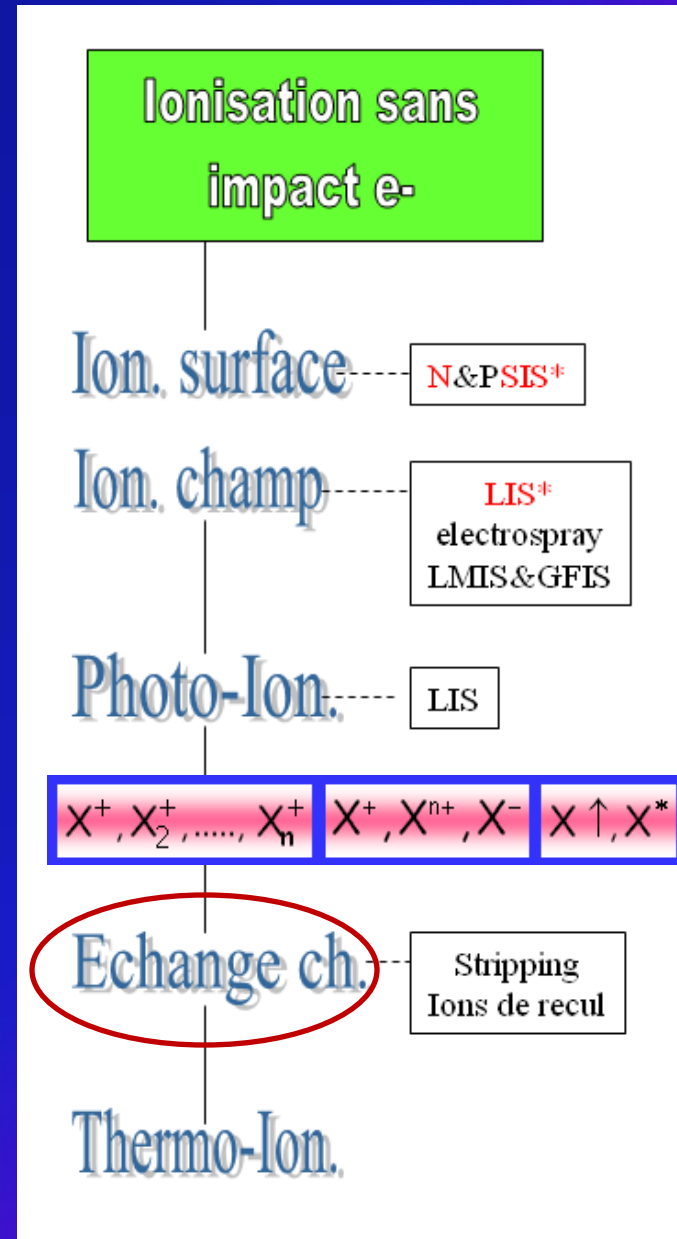 Ionisation sans
impact e-
Ion. surface
N&PSIS*
Ion. champ
LIS*
electrospray
LMIS&GFIS
Photo-Ion.
LIS
X⁺, X₂⁺, ....., Xₙ⁺ X⁺, Xⁿ⁺, X⁻ X ↑, X*
Echange ch.
Stripping
Ions de recul
Thermo-Ion.